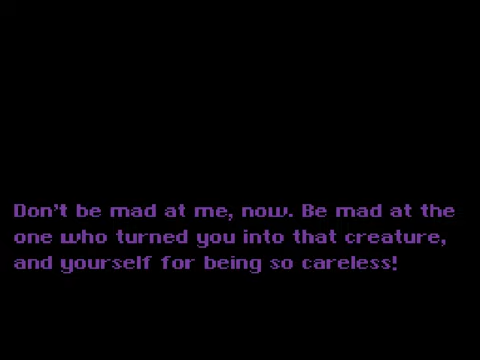 Don't be mad at me, now. Be mad at the
one who turned you into that creature,
and yourself for being so careless!